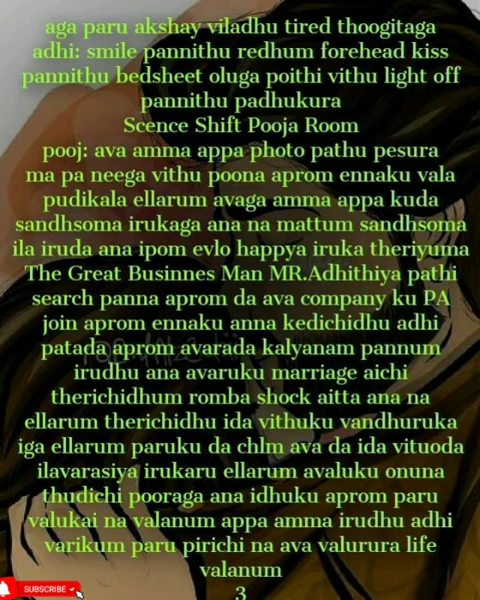 aga paru akshay viladhu tired thoogitaga
adhi: smile pannithu redhum forehead kiss
pannithu bedsheet oluga poithi vithu light off
pannithu padhukura
Scence Shift Pooja Room
pooj: ava amma appa photo pathu pesura
ma pa neega vithu poona aprom ennaku vala
pudikala ellarum avaga amma appa kuda
sandhsoma irukaga ana na mattum sandhsoma
ila iruda ana ipom evlo happya iruka theriyuma
The Great Businnes Man MR.Adhithiya pathi
search panna aprom da ava company ku PA
join aprom ennaku anna kedichidhu adhi
patada aprom avarada kalyanam pannum
irudhu ana avaruku marriage aichi
therichidhum romba shock aitta ana na
ellarum therichidhu ida vithuku vandhuruka
iga ellarum paruku da chlm ava da ida vituoda
ilavarasiya irukaru ellarum avaluku onuna
thudichi pooraga ana idhuku aprom paru
valukai na valanum appa amma irudhu adhi
varikum paru pirichi na ava valurura life
valanum
3
SUBSCRIBE